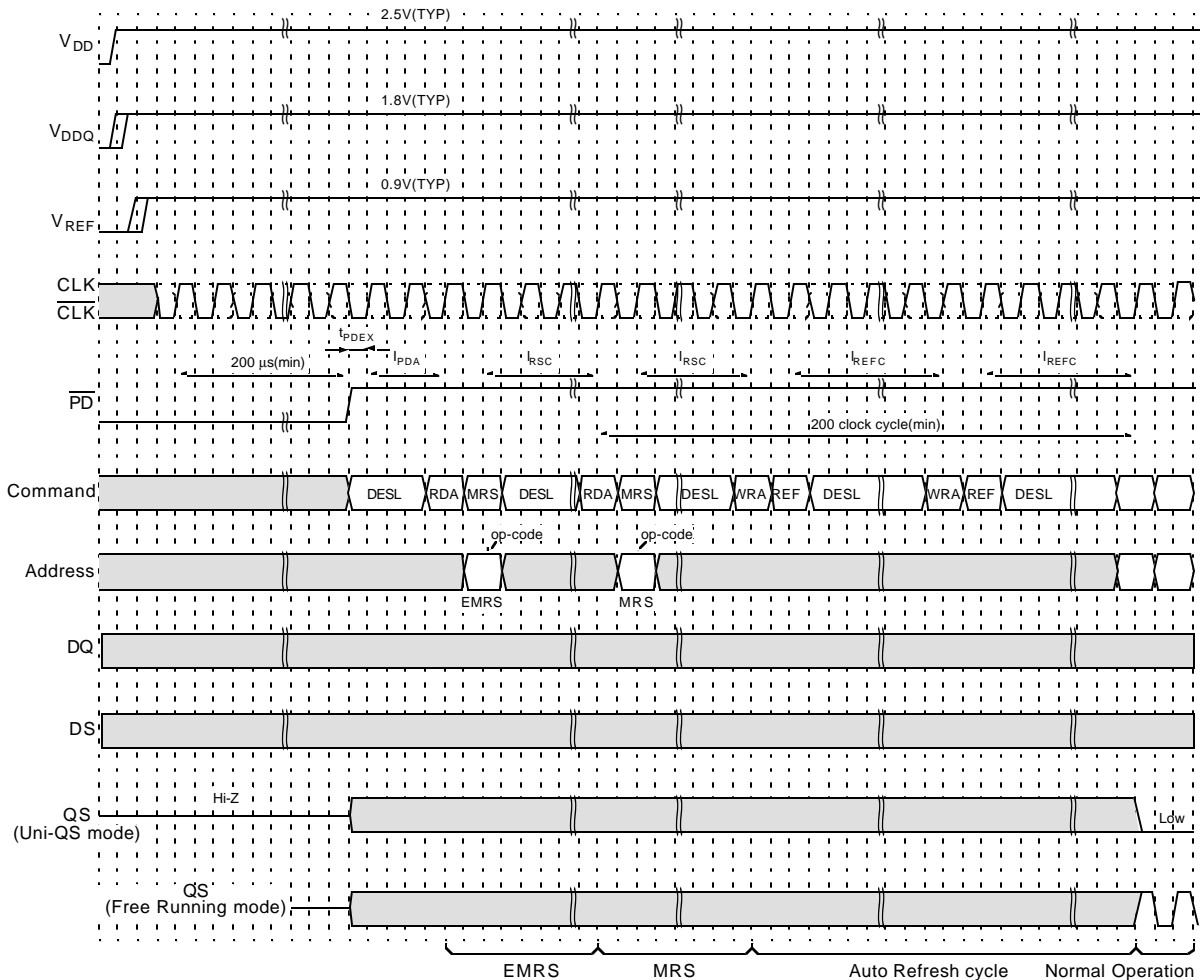 2.5V(TYP)
VDD
1.8V(TYP)
VDDQ
0.9V(TYP)
VREF
CLK
CLK
tPDEX
200 μs(min)
lPDA
lRSC
lRSC
lREFC
lREFC
PD
200 clock cycle(min)
Command
DESL RDA MRS DESL RDA MRS DESL WRA REF DESL WRA REF DESL
op-code op-code
Address
EMRS MRS
DQ
DS
Hi-Z
QS
(Uni-QS mode)
Low
QS
(Free Running mode)
EMRS MRS Auto Refresh cycle Normal Operation